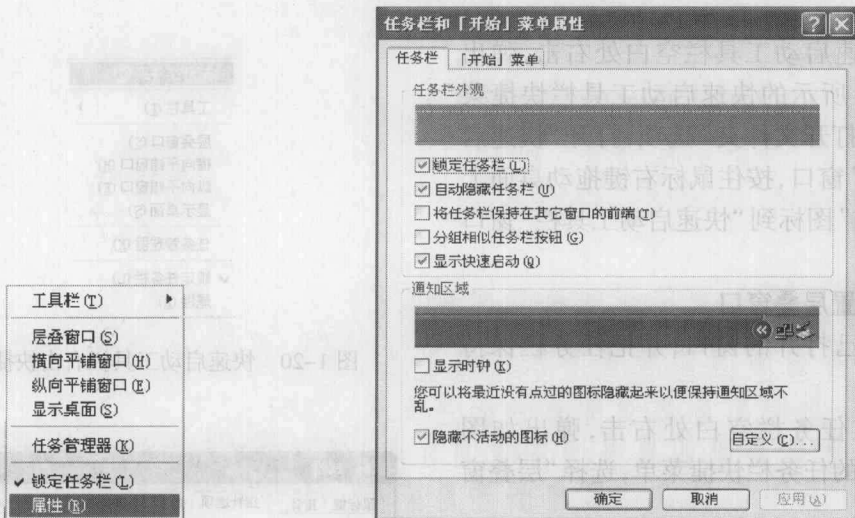 工具栏(T)
层叠窗口(S)
横向平铺窗口(H)
纵向平铺窗口(E)
显示桌面(S)
任务管理器(K)
锁定任务栏(L)
属性(R)
任务栏和「开始」菜单属性
任务栏 「开始」菜单
任务栏外观
锁定任务栏(L)
自动隐藏任务栏(U)
将任务栏保持在其它窗口的前端(T)
分组相似任务栏按钮(G)
显示快速启动(Q)
通知区域
显示时钟(K)
您可以将最近没有点过的图标隐藏起来以便保持通知区域不
乱。
隐藏不活动的图标(H) 自定义(C)...
确定 取消 应用(A)